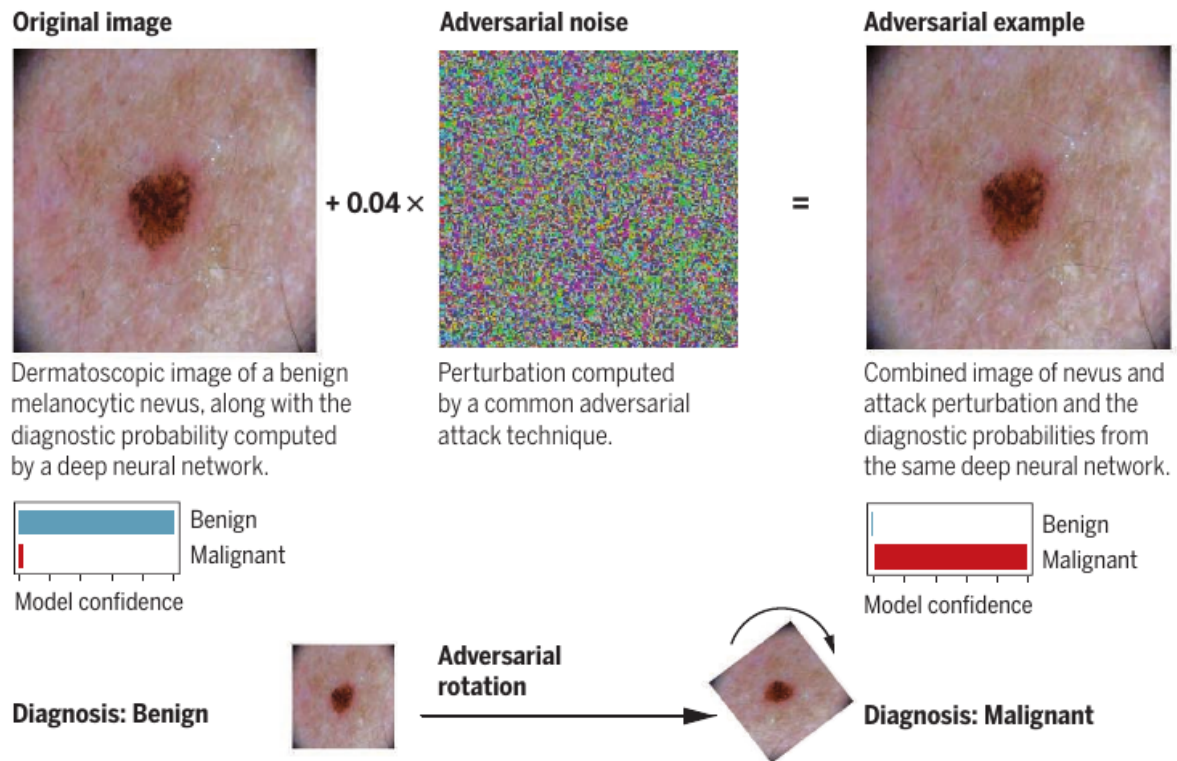 Original image
Adversarial noise
Adversarial example
+ 0.04 ×
=
Dermatoscopic image of a benign
melanocytic nevus, along with the
diagnostic probability computed
by a deep neural network.
Perturbation computed
by a common adversarial
attack technique.
Combined image of nevus and
attack perturbation and the
diagnostic probabilities from
the same deep neural network.
Benign
Malignant
Model confidence
Benign
Malignant
Model confidence
Adversarial
rotation
Diagnosis: Benign
Diagnosis: Malignant